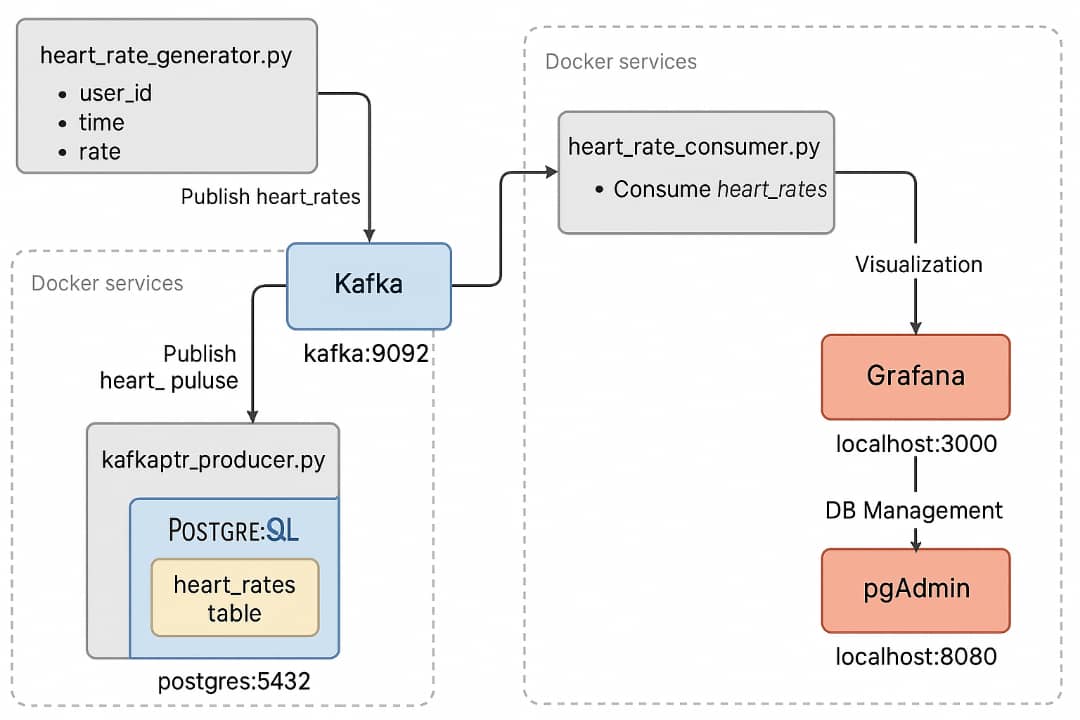 heart_rate_generator.py
• user_id
• time
• rate
Publish heart_rates
Docker services
Kafka
kafka:9092
Publish
heart_ puluse
kafkaptr_producer.py
POSTGRE:QL
heart_rates
table
postgres:5432
Docker services
heart_rate_consumer.py
• Consume heart_rates
Visualization
Grafana
localhost:3000
DB Management
pgAdmin
localhost:8080